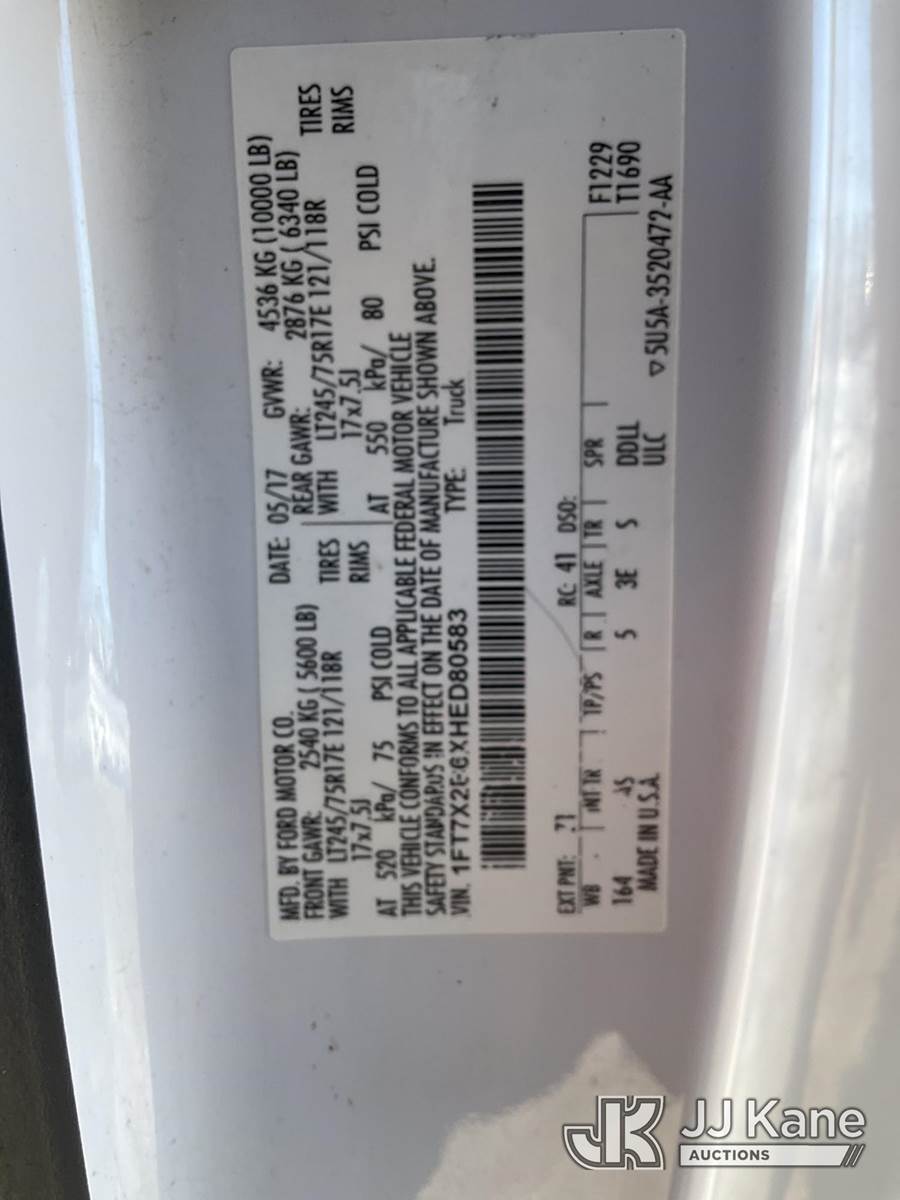 MFD. BY FORD MOTOR CO.
DATE: 05/17 GVWR: 4536 KG (10000 LB)
FRONT GAWR: 2540 KG ( 5600 LB) REAR GAWR: 2876 KG ( 6340 LB)
WITH LT245/75R17E 121/118R TIRES WITH LT245/75R17E 121/118R TIRES
17x7.5J RIMS 17x7.5J RIMS
AT 520 kPa/ 75 PSI COLD AT 550 kPa/ 80 PSI COLD
THIS VEHICLE CONFORMS TO ALL APPLICABLE FEDERAL MOTOR VEHICLE
SAFETY STANDARDS IN EFFECT ON THE DATE OF MANUFACTURE SHOWN ABOVE.
VIN: TYPE: Truck
EXT PNT: RC: 41 DSO:
WB INT TR TP/PS R AXLE TR SPR F1229
164 5 3E S DDLL T1690
MADE IN U.S.A. ULC
▽5U5A-3520472-AA
JK JJ Kane
AUCTIONS